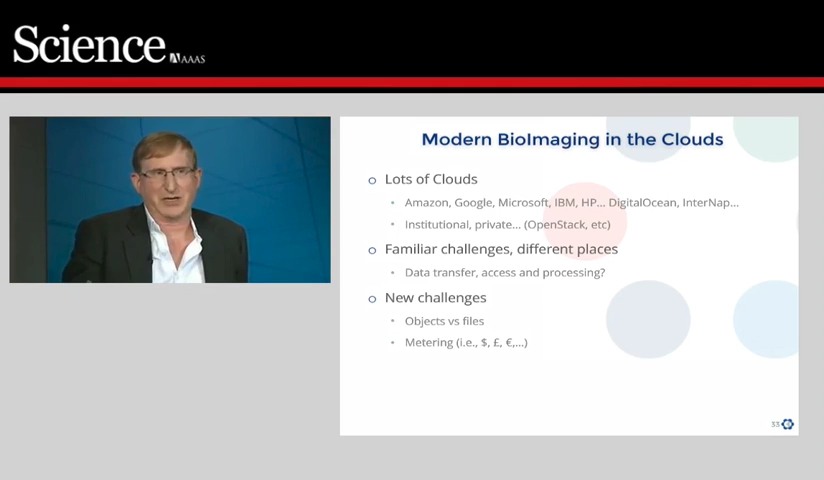 Science
AAAS
Modern BioImaging in the Clouds
Lots of Clouds
Amazon, Google, Microsoft, IBM, HP... DigitalOcean, InterNap...
Institutional, private... (OpenStack, etc)
Familiar challenges, different places
Data transfer, access and processing?
New challenges
Objects vs files
Metering (i.e., $, £, €,...)
33